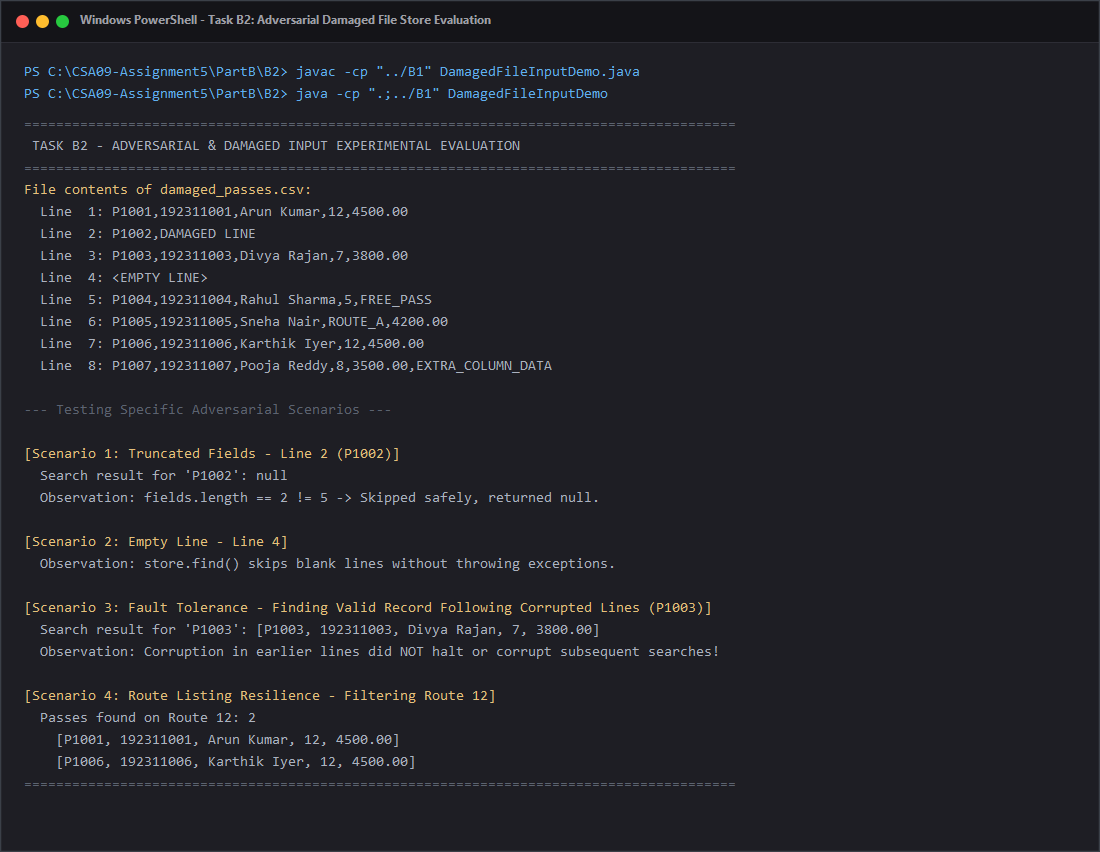 Windows PowerShell - Task B2: Adversarial Damaged File Store Evaluation
PS C:\CSA09-Assignment5\PartB\B2> javac -cp "../B1" DamagedFileInputDemo.java
PS C:\CSA09-Assignment5\PartB\B2> java -cp ".;../B1" DamagedFileInputDemo
=========================================================================================
TASK B2 - ADVERSARIAL & DAMAGED INPUT EXPERIMENTAL EVALUATION
=========================================================================================
File contents of damaged_passes.csv:
Line  1: P1001,192311001,Arun Kumar,12,4500.00
Line  2: P1002,DAMAGED LINE
Line  3: P1003,192311003,Divya Rajan,7,3800.00
Line  4: <EMPTY LINE>
Line  5: P1004,192311004,Rahul Sharma,5,FREE_PASS
Line  6: P1005,192311005,Sneha Nair,ROUTE_A,4200.00
Line  7: P1006,192311006,Karthik Iyer,12,4500.00
Line  8: P1007,192311007,Pooja Reddy,8,3500.00,EXTRA_COLUMN_DATA
--- Testing Specific Adversarial Scenarios ---
[Scenario 1: Truncated Fields - Line 2 (P1002)]
Search result for 'P1002': null
Observation: fields.length == 2 != 5 -> Skipped safely, returned null.
[Scenario 2: Empty Line - Line 4]
Observation: store.find() skips blank lines without throwing exceptions.
[Scenario 3: Fault Tolerance - Finding Valid Record Following Corrupted Lines (P1003)]
Search result for 'P1003': [P1003, 192311003, Divya Rajan, 7, 3800.00]
Observation: Corruption in earlier lines did NOT halt or corrupt subsequent searches!
[Scenario 4: Route Listing Resilience - Filtering Route 12]
Passes found on Route 12: 2
[P1001, 192311001, Arun Kumar, 12, 4500.00]
[P1006, 192311006, Karthik Iyer, 12, 4500.00]
=========================================================================================